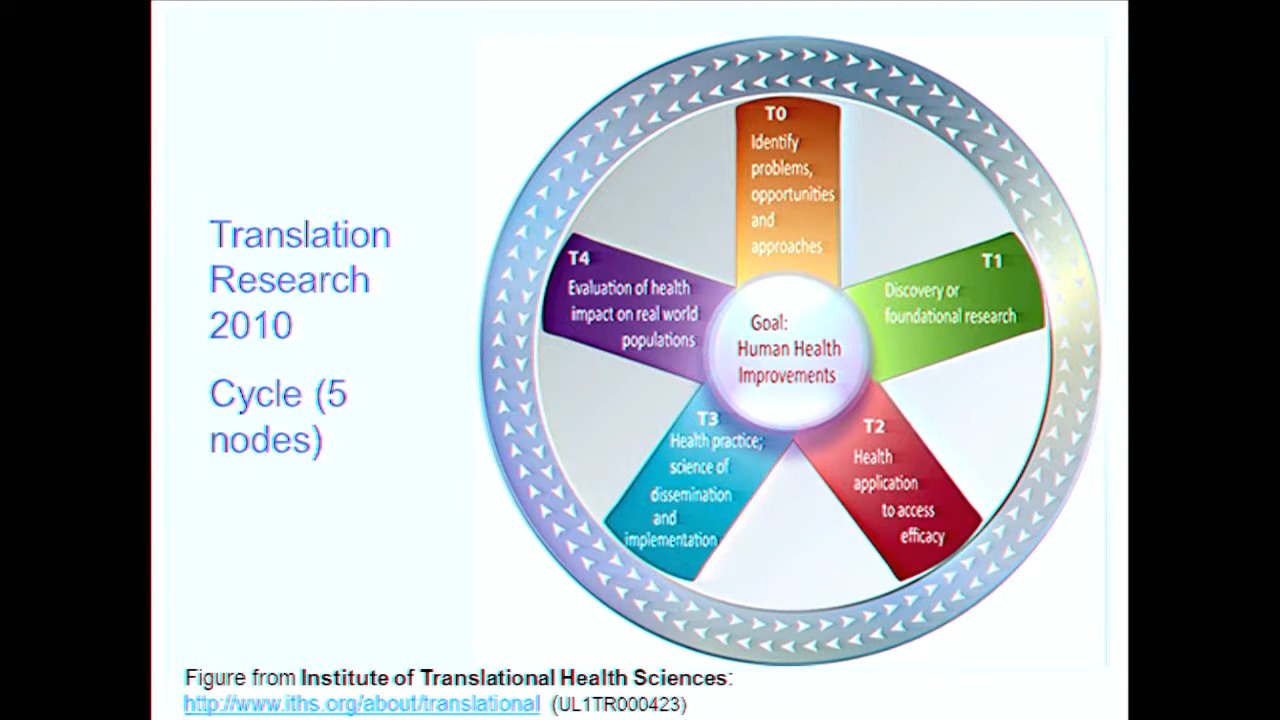 Translation
Research
2010
Cycle (5
nodes)
T0
Identify
problems,
opportunities
and
approaches
T1
Discovery or
foundational research
T2
Health
application
to access
efficacy
T3
Health practice;
science of
dissemination
and
implementation
T4
Evaluation of health
impact on real world
populations
Goal:
Human Health
Improvements
Figure from Institute of Translational Health Sciences:
http://www.iths.org/about/translational (UL1TR000423)